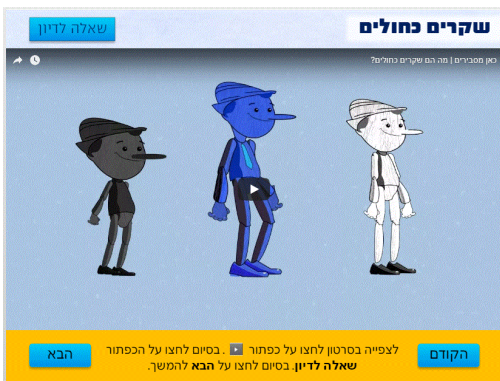 שקרים כחולים
שאלה לדיון
כאן מסבירים | מה הם שקרים כחולים?
הקודם
לצפייה בסרטון לחצו על כפתור . בסיום לחצו על הכפתור
שאלה לדיון. בסיום לחצו על הבא להמשך.
הבא